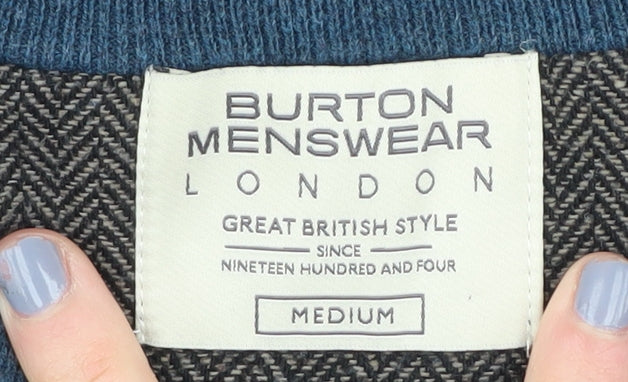 BURTON
MENSWEAR
LONDON
GREAT BRITISH STYLE
SINCE
NINETEEN HUNDRED AND FOUR
MEDIUM